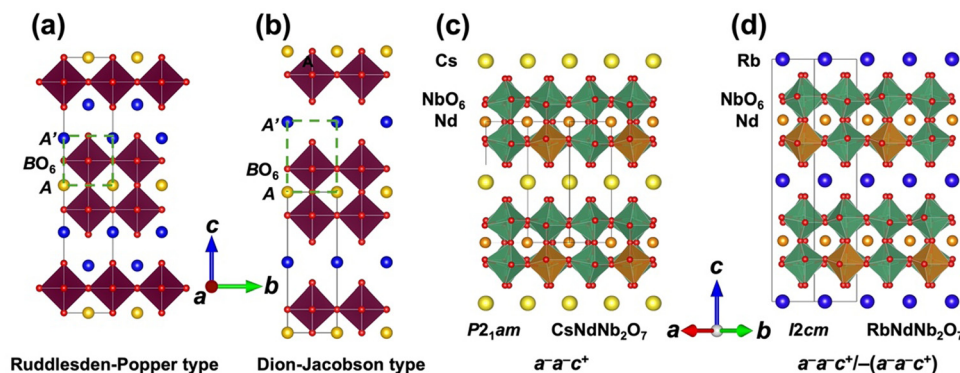 (a)
A'
BO₆
A
c
a
b
Ruddlesden-Popper type
(b)
A
A'
BO₆
A
Dion-Jacobson type
(c)
Cs
NbO₆
Nd
P2₁am CsNdNb₂O₇
a⁻a⁻c⁺
(d)
Rb
NbO₆
Nd
c
a
b
I2cm RbNdNb₂O₇
a⁻a⁻c⁺/–(a⁻a⁻c⁺)